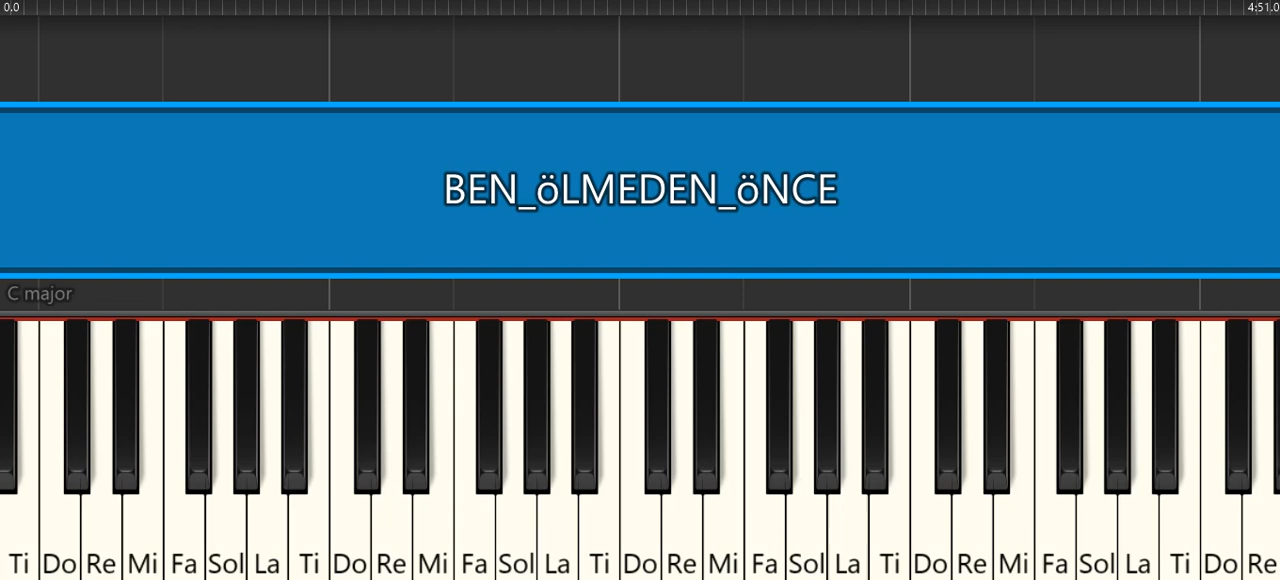 0.0 4:51.0
BEN_öLMEDEN_öNCE
C major
Ti Do Re Mi Fa Sol La Ti Do Re Mi Fa Sol La Ti Do Re Mi Fa Sol La Ti Do Re Mi Fa Sol La Ti Do Re